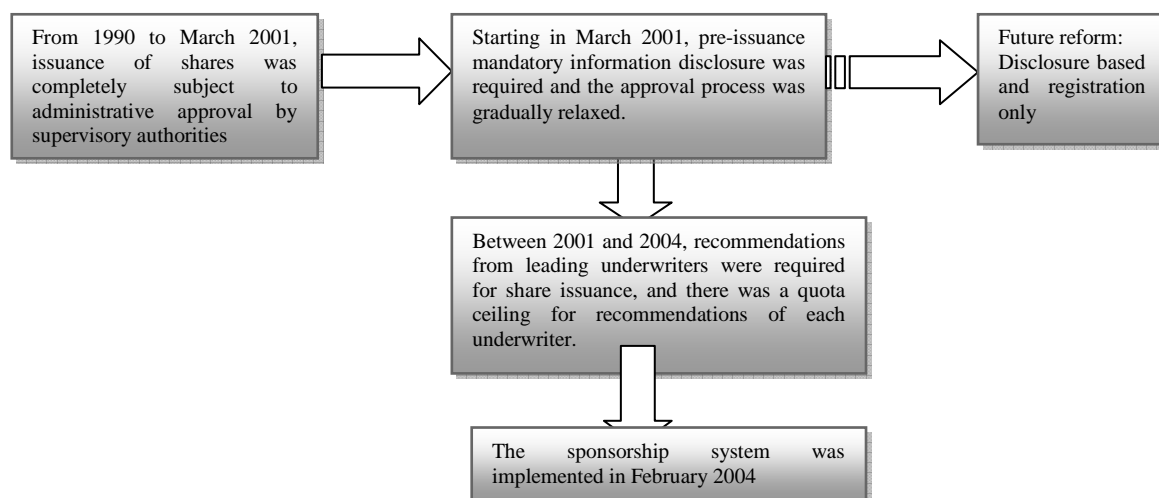 From 1990 to March 2001,
issuance of shares was
completely subject to
administrative approval by
supervisory authorities
Starting in March 2001, pre-issuance
mandatory information disclosure was
required and the approval process was
gradually relaxed.
Future reform:
Disclosure based
and registration
only
Between 2001 and 2004, recommendations
from leading underwriters were required
for share issuance, and there was a quota
ceiling for recommendations of each
underwriter.
The sponsorship system was
implemented in February 2004